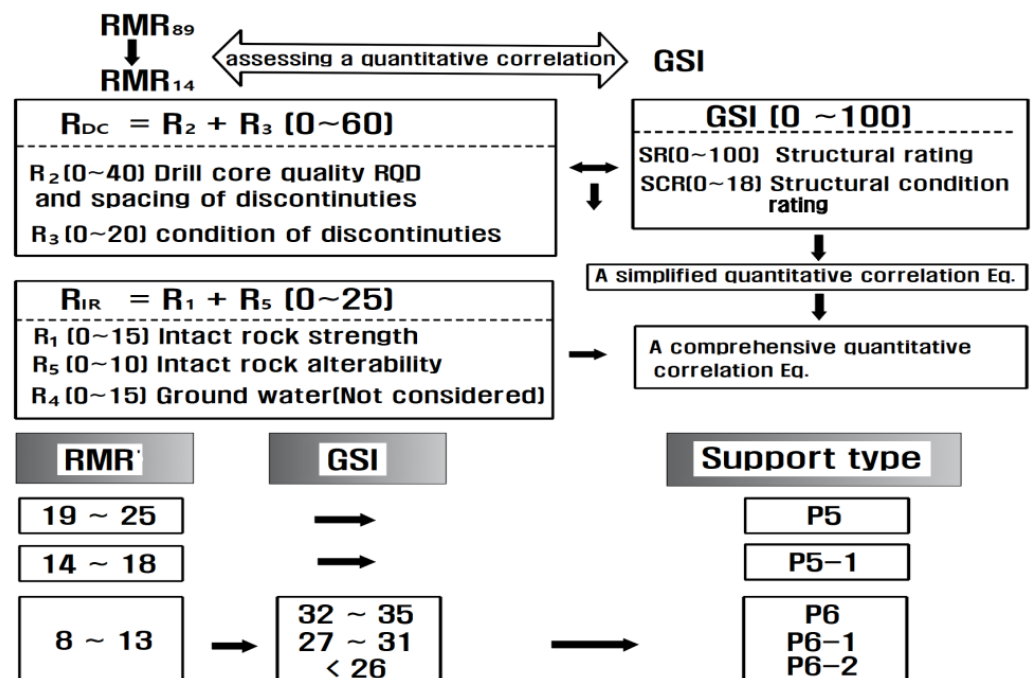 RMR₈₉
assessing a quantitative correlation
GSI
RMR₁₄
R_DC = R₂ + R₃ (0~60)
R₂(0~40) Drill core quality RQD
and spacing of discontinuties
R₃(0~20) condition of discontinuties
GSI (0 ~100)
SR(0~100) Structural rating
SCR(0~18) Structural condition
rating
A simplified quantitative correlation Eq.
R_IR = R₁ + R₅ (0~25)
R₁ (0~15) Intact rock strength
R₅ (0~10) Intact rock alterability
R₄ (0~15) Ground water(Not considered)
A comprehensive quantitative
correlation Eq.
RMR'
GSI
Support type
19 ~ 25
P5
14 ~ 18
P5-1
8 ~ 13
32 ~ 35
27 ~ 31
< 26
P6
P6-1
P6-2